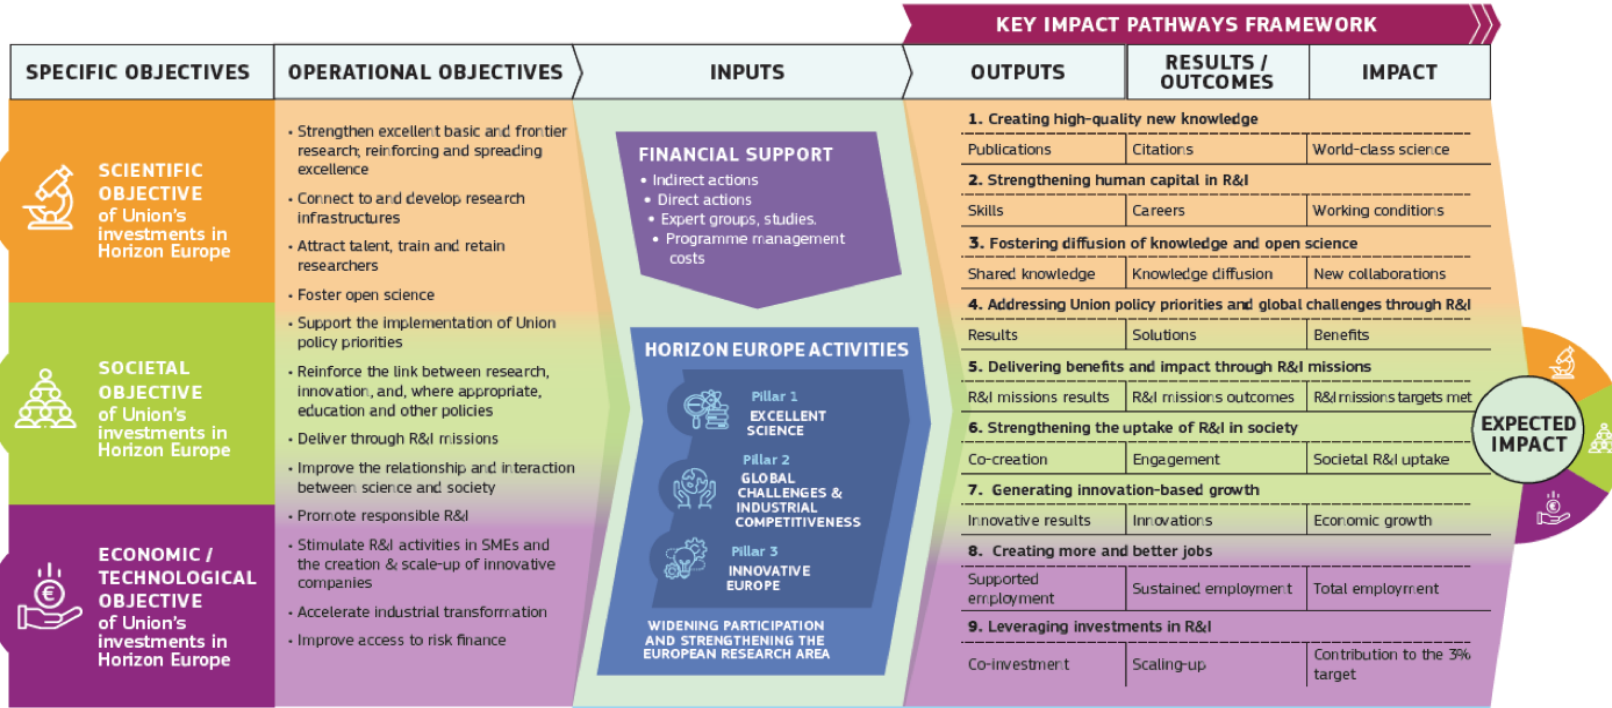 KEY IMPACT PATHWAYS FRAMEWORK
SPECIFIC OBJECTIVES
OPERATIONAL OBJECTIVES
INPUTS
OUTPUTS
RESULTS /
OUTCOMES
IMPACT
SCIENTIFIC
OBJECTIVE
of Union's
investments in
Horizon Europe
SOCIETAL
OBJECTIVE
of Union's
investments in
Horizon Europe
ECONOMIC /
TECHNOLOGICAL
OBJECTIVE
of Union's
investments in
Horizon Europe
• Strengthen excellent basic and frontier
research; reinforcing and spreading
excellence
• Connect to and develop research
infrastructures
• Attract talent, train and retain
researchers
• Foster open science
• Support the implementation of Union
policy priorities
• Reinforce the link between research,
innovation, and, where appropriate,
education and other policies
• Deliver through R&I missions
• Improve the relationship and interaction
between science and society
• Promote responsible R&I
• Stimulate R&I activities in SMEs and
the creation & scale-up of innovative
companies
• Accelerate industrial transformation
• Improve access to risk finance
FINANCIAL SUPPORT
• Indirect actions
• Direct actions
• Expert groups, studies.
• Programme management
costs
HORIZON EUROPE ACTIVITIES
Pillar 1
EXCELLENT
SCIENCE
Pillar 2
GLOBAL
CHALLENGES &
INDUSTRIAL
COMPETITIVENESS
Pillar 3
INNOVATIVE
EUROPE
WIDENING PARTICIPATION
AND STRENGTHENING THE
EUROPEAN RESEARCH AREA
1. Creating high-quality new knowledge
Publications
Citations
World-class science
2. Strengthening human capital in R&I
Skills
Careers
Working conditions
3. Fostering diffusion of knowledge and open science
Shared knowledge
Knowledge diffusion
New collaborations
4. Addressing Union policy priorities and global challenges through R&I
Results
Solutions
Benefits
5. Delivering benefits and impact through R&I missions
R&I missions results
R&I missions outcomes
R&I missions targets met
6. Strengthening the uptake of R&I in society
Co-creation
Engagement
Societal R&I uptake
7. Generating innovation-based growth
Innovative results
Innovations
Economic growth
8. Creating more and better jobs
Supported
employment
Sustained employment
Total employment
9. Leveraging investments in R&I
Co-investment
Scaling-up
Contribution to the 3%
target
EXPECTED
IMPACT